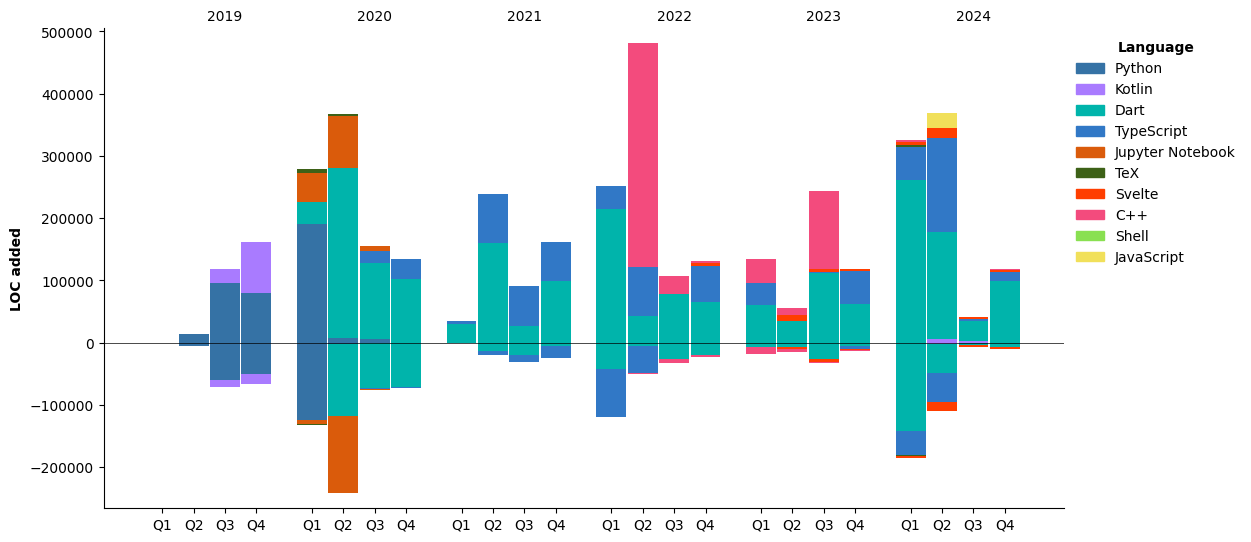 2019 2020 2021 2022 2023 2024
500000
400000
300000
200000
100000
0
−100000
−200000
LOC added
Q1 Q2 Q3 Q4 Q1 Q2 Q3 Q4 Q1 Q2 Q3 Q4 Q1 Q2 Q3 Q4 Q1 Q2 Q3 Q4 Q1 Q2 Q3 Q4
Language
Python
Kotlin
Dart
TypeScript
Jupyter Notebook
TeX
Svelte
C++
Shell
JavaScript